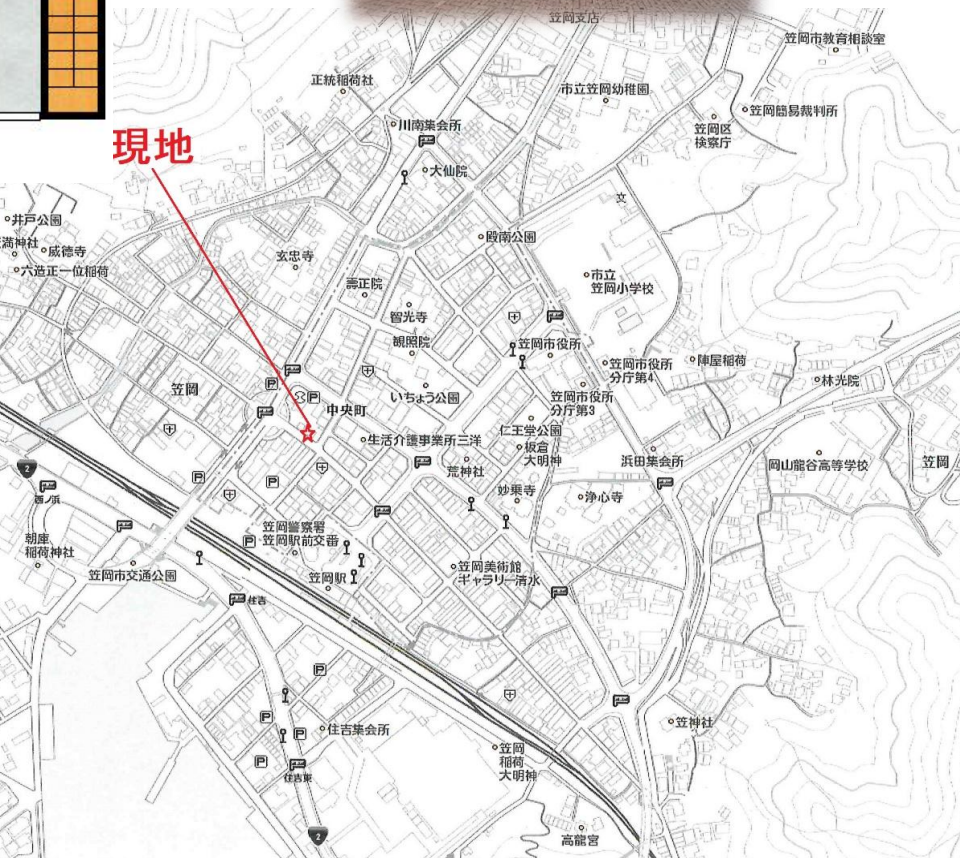 笠岡支店
笠岡市教育相談室
正統稲荷社
市立笠岡幼稚園
笠岡簡易裁判所
川南集会所
笠岡区
検察庁
現地
大仙院
文
井戸公園
満神社
威徳寺
殿南公園
玄忠寺
六造正一位稲荷
市立
笠岡小学校
壽正院
智光寺
観照院
笠岡市役所
笠岡市役所
分庁第4
陣屋稲荷
笠岡
P
P
中央町
いちょう公園
笠岡市役所
分庁第3
林光院
仁王堂公園
生活介護事業所三洋
板倉
大明神
荒神社
浜田集会所
岡山龍谷高等学校
笠岡
2
西ノ浜
P
P
妙乗寺
浄心寺
朝庫
稲荷神社
P
笠岡警察署
笠岡駅前交番
笠岡市交通公園
笠岡駅
笠岡美術館
ギャラリー清水
住吉
P
P
P
住吉集会所
笠神社
P
住吉東
笠岡
稲荷
大明神
2
高龍宮